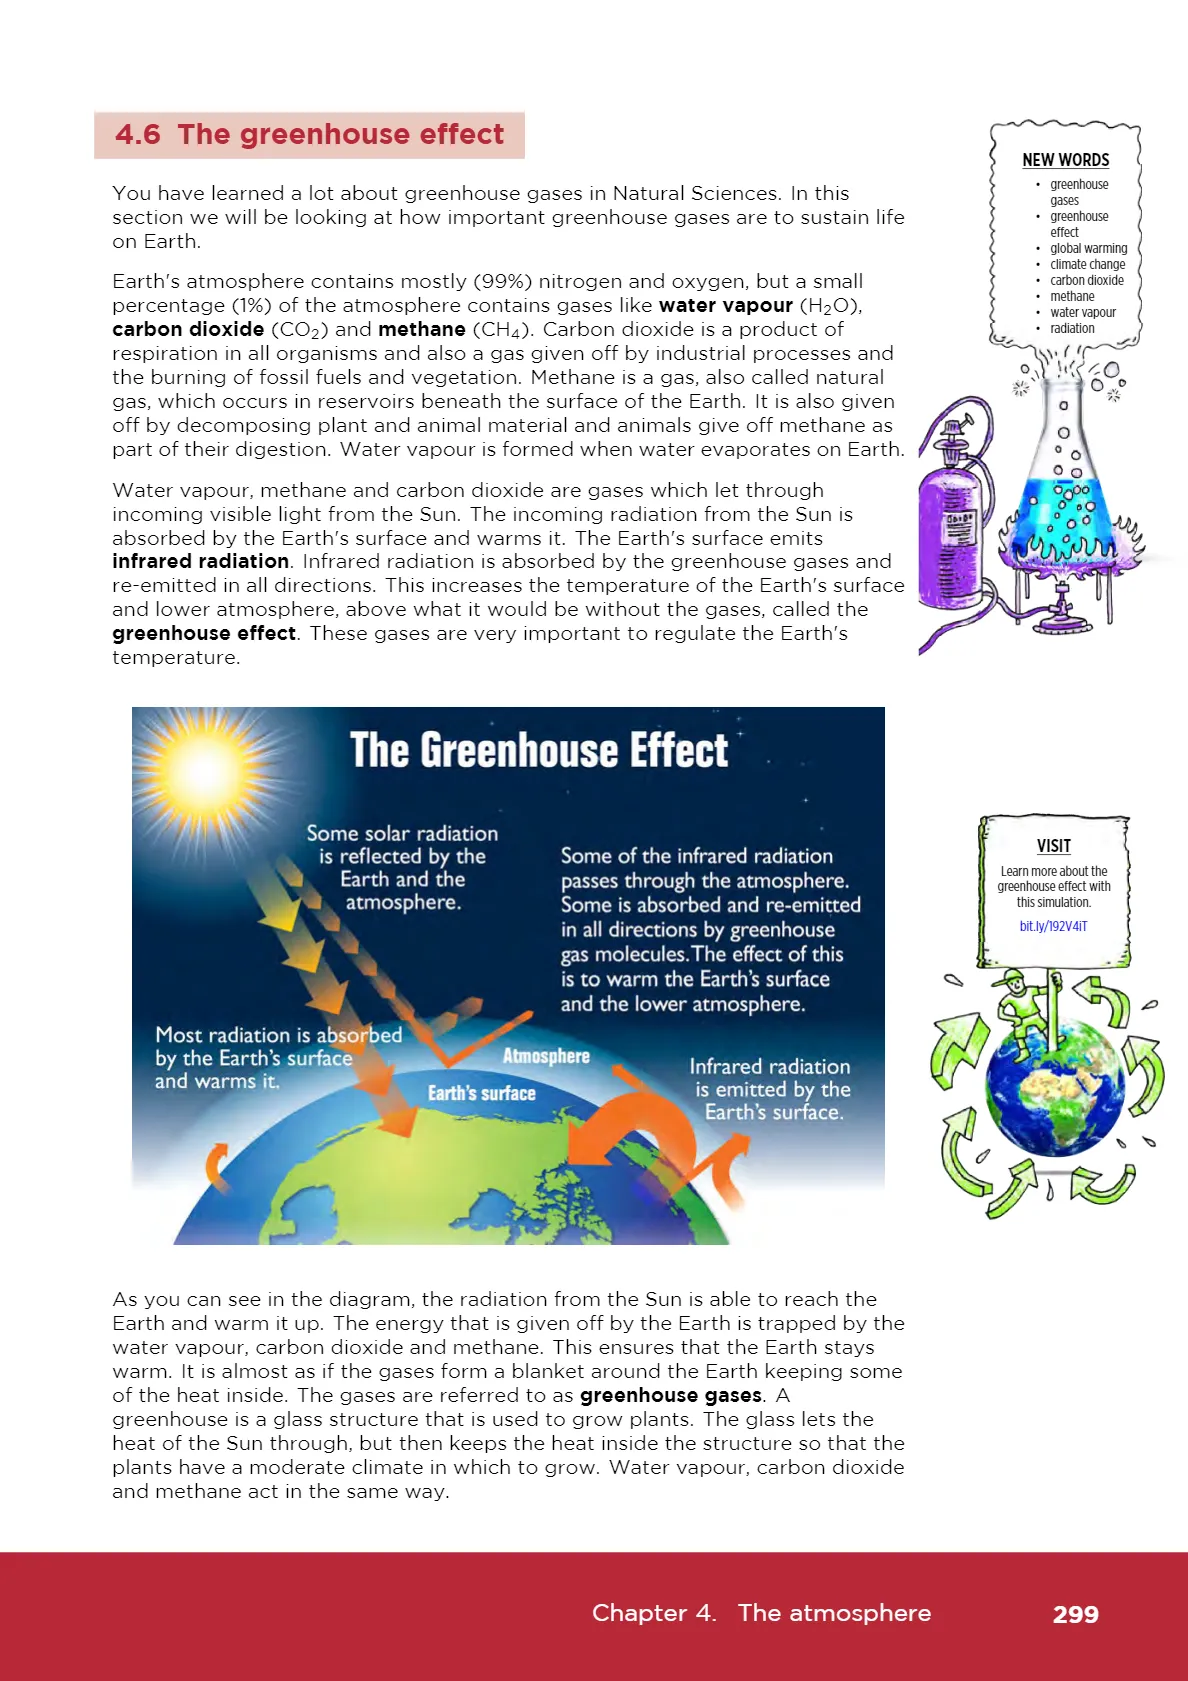 4.6 The greenhouse effect
You have learned a lot about greenhouse gases in Natural Sciences. In this
section we will be looking at how important greenhouse gases are to sustain life
on Earth.
Earth's atmosphere contains mostly (99%) nitrogen and oxygen, but a small
percentage (1%) of the atmosphere contains gases like water vapour (H₂O),
carbon dioxide (CO₂) and methane (CH₄). Carbon dioxide is a product of
respiration in all organisms and also a gas given off by industrial processes and
the burning of fossil fuels and vegetation. Methane is a gas, also called natural
gas, which occurs in reservoirs beneath the surface of the Earth. It is also given
off by decomposing plant and animal material and animals give off methane as
part of their digestion. Water vapour is formed when water evaporates on Earth.
Water vapour, methane and carbon dioxide are gases which let through
incoming visible light from the Sun. The incoming radiation from the Sun is
absorbed by the Earth's surface and warms it. The Earth's surface emits
infrared radiation. Infrared radiation is absorbed by the greenhouse gases and
re-emitted in all directions. This increases the temperature of the Earth's surface
and lower atmosphere, above what it would be without the gases, called the
greenhouse effect. These gases are very important to regulate the Earth's
temperature.
NEW WORDS
• greenhouse
gases
• greenhouse
effect
• global warming
• climate change
• carbon dioxide
• methane
• water vapour
• radiation
The Greenhouse Effect
Some solar radiation
is reflected by the
Earth and the
atmosphere.
Some of the infrared radiation
passes through the atmosphere.
Some is absorbed and re-emitted
in all directions by greenhouse
gas molecules.The effect of this
is to warm the Earth's surface
and the lower atmosphere.
Most radiation is absorbed
by the Earth's surface
and warms it.
Atmosphere
Earth's surface
Infrared radiation
is emitted by the
Earth's surface.
VISIT
Learn more about the
greenhouse effect with
this simulation.
bit.ly/192V4iT
As you can see in the diagram, the radiation from the Sun is able to reach the
Earth and warm it up. The energy that is given off by the Earth is trapped by the
water vapour, carbon dioxide and methane. This ensures that the Earth stays
warm. It is almost as if the gases form a blanket around the Earth keeping some
of the heat inside. The gases are referred to as greenhouse gases. A
greenhouse is a glass structure that is used to grow plants. The glass lets the
heat of the Sun through, but then keeps the heat inside the structure so that the
plants have a moderate climate in which to grow. Water vapour, carbon dioxide
and methane act in the same way.
Chapter 4. The atmosphere 299